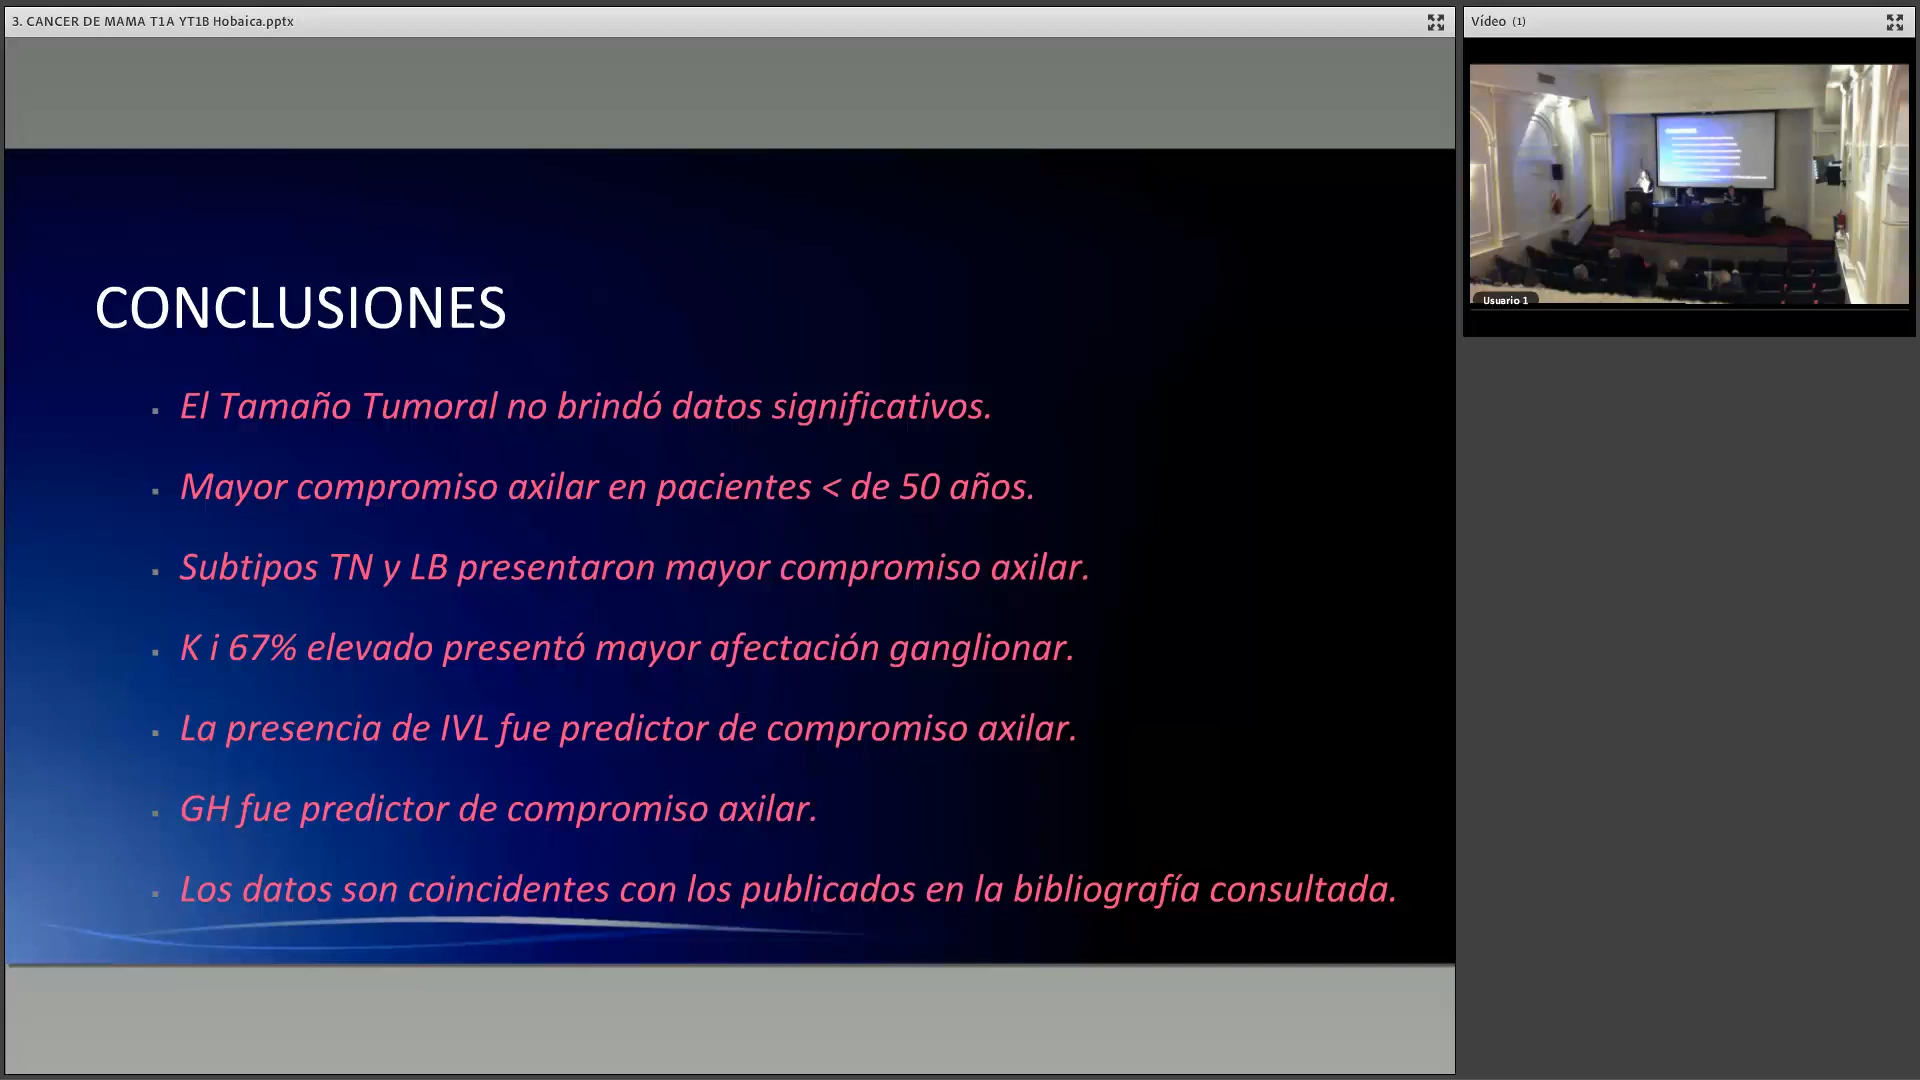 3. CANCER DE MAMA T1A YT1B Hobaica.pptx
Vídeo (1)
Usuario 1
CONCLUSIONES
El Tamaño Tumoral no brindó datos significativos.
Mayor compromiso axilar en pacientes < de 50 años.
Subtipos TN y LB presentaron mayor compromiso axilar.
K i 67% elevado presentó mayor afectación ganglionar.
La presencia de IVL fue predictor de compromiso axilar.
GH fue predictor de compromiso axilar.
Los datos son coincidentes con los publicados en la bibliografía consultada.